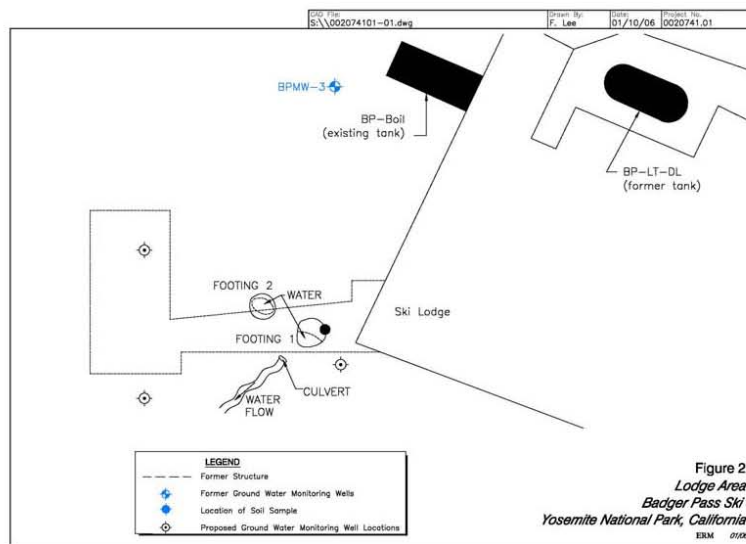 CAD File:
S:\\002074101-01.dwg
Drawn By:
F. Lee
Date:
01/10/06
Project No.
0020741.01
BPMW-3
BP-Boil
(existing tank)
BP-LT-DL
(former tank)
FOOTING 2
WATER
Ski Lodge
FOOTING 1
CULVERT
WATER
FLOW
LEGEND
Former Structure
Former Ground Water Monitoring Wells
Location of Soil Sample
Proposed Ground Water Monitoring Well Locations
Figure 2
Lodge Area
Badger Pass Ski
Yosemite National Park, California
ERM